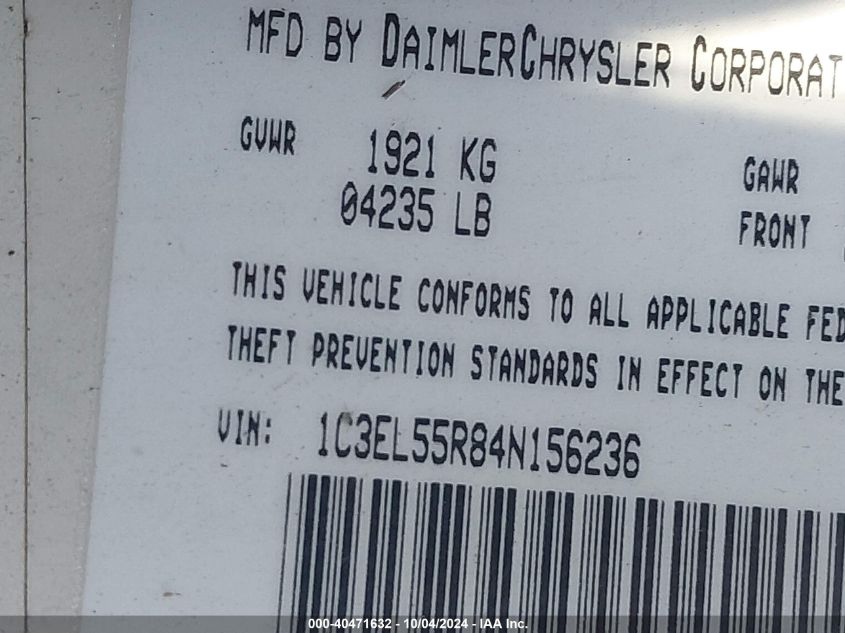 MFD BY DAIMLERCHRYSLER CORPORAT
GVWR 1921 KG GAWR
04235 LB FRONT
THIS VEHICLE CONFORMS TO ALL APPLICABLE FED
THEFT PREVENTION STANDARDS IN EFFECT ON THE
VIN: 1C3EL55R84N156236
000-40471632 - 10/04/2024 - IAA Inc.